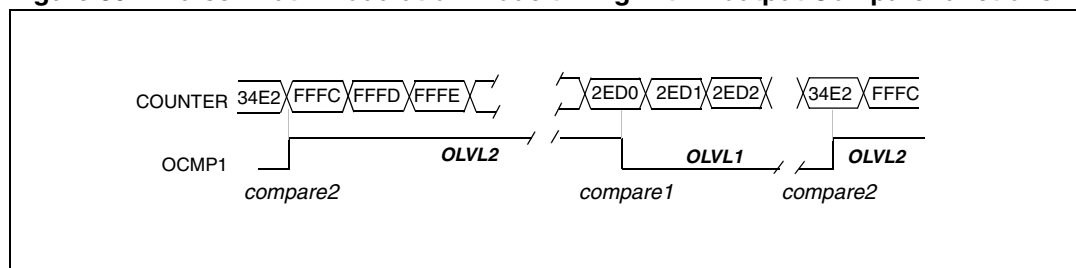 COUNTER 34E2 FFFC FFFD FFFE 2ED0 2ED1 2ED2 34E2 FFFC
OCMP1 OLVL2 OLVL1 OLVL2
compare2 compare1 compare2